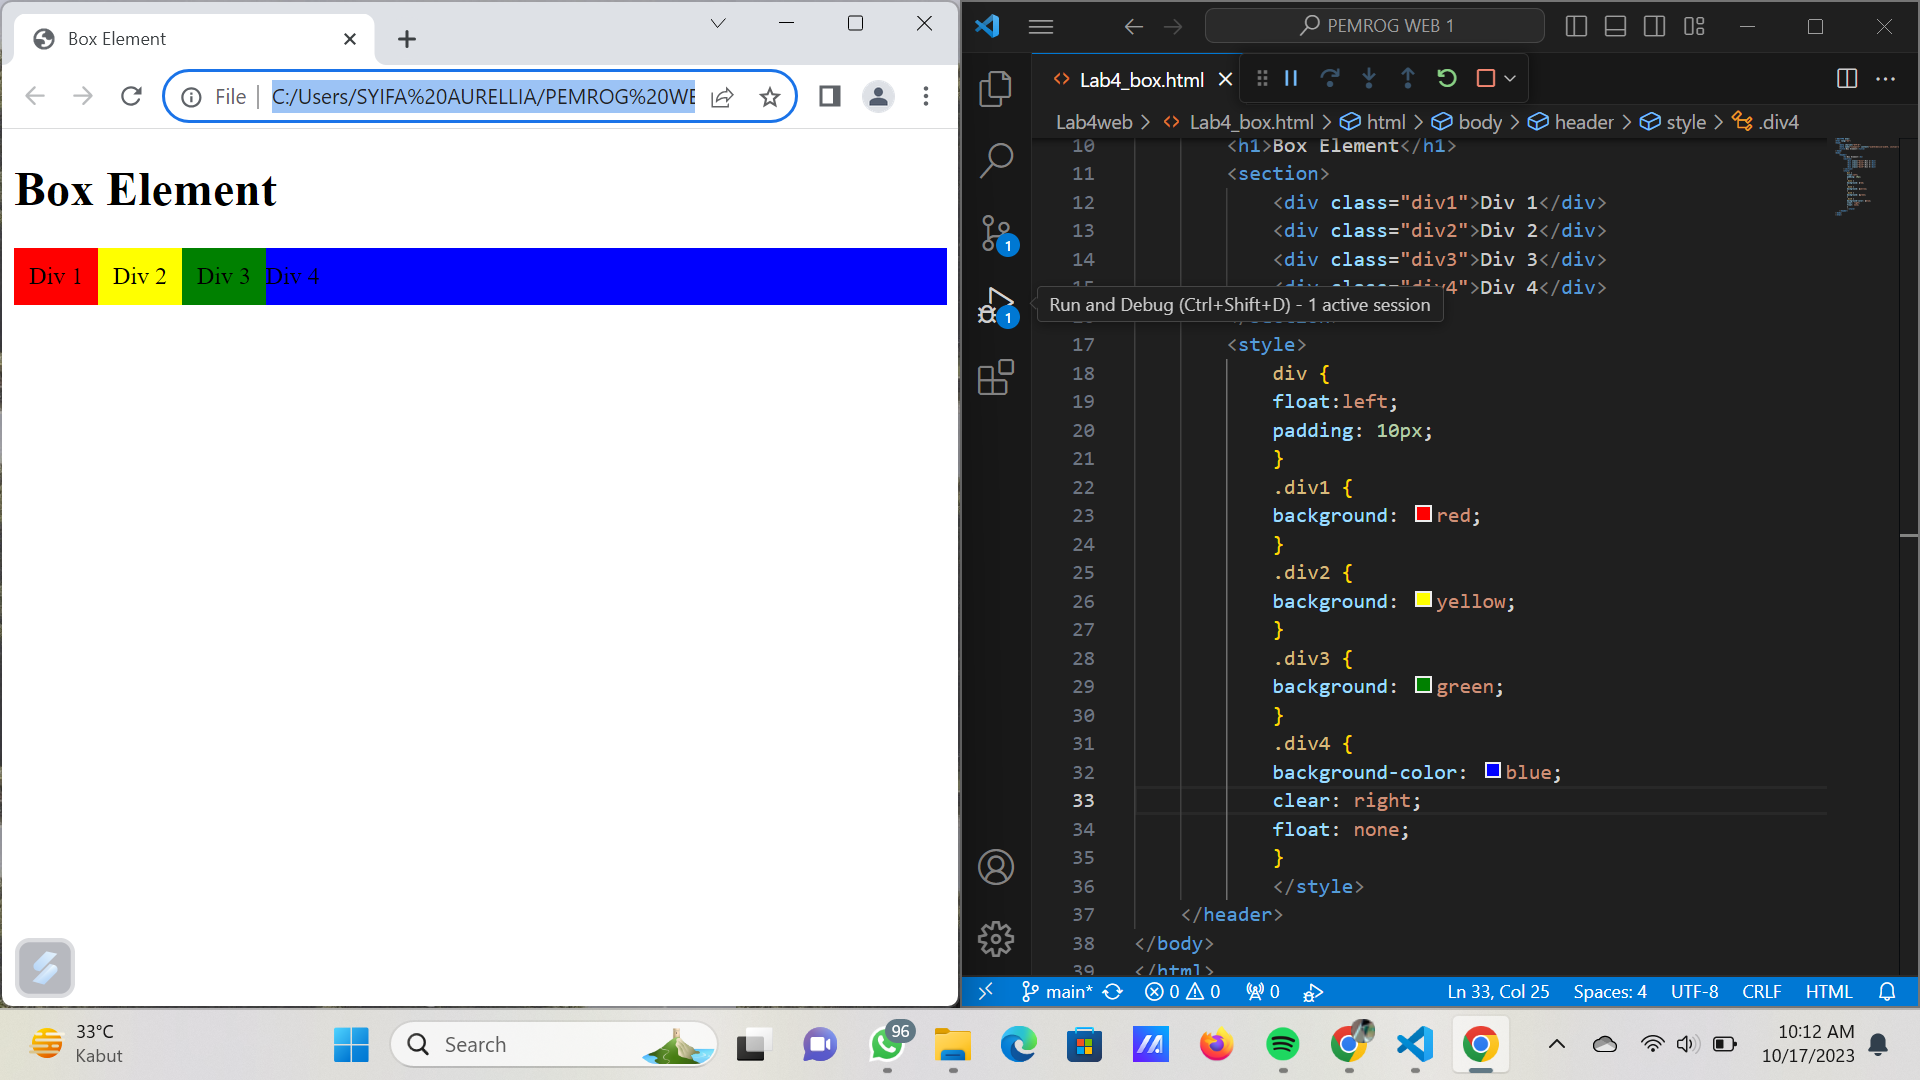 Box Element
File
C:/Users/SYIFA%20AURELLIA/PEMROG%20WE
Box Element
Div 1 Div 2 Div 3 Div 4
PEMROG WEB 1
Lab4_box.html
Lab4web > Lab4_box.html > html > body > header > style > .div4
10 <h1>Box Element</h1>
11 <section>
12 <div class="div1">Div 1</div>
13 <div class="div2">Div 2</div>
14 <div class="div3">Div 3</div>
<div class="div4">Div 4</div>
Run and Debug (Ctrl+Shift+D) - 1 active session
17 <style>
18 div {
19 float:left;
20 padding: 10px;
21 }
22 .div1 {
23 background: red;
24 }
25 .div2 {
26 background: yellow;
27 }
28 .div3 {
29 background: green;
30 }
31 .div4 {
32 background-color: blue;
33 clear: right;
34 float: none;
35 }
36 </style>
37 </header>
38 </body>
39 </html>
1
1
main* 0 0 0
Ln 33, Col 25 Spaces: 4 UTF-8 CRLF HTML
33°C
Kabut
Search
96
10:12 AM
10/17/2023